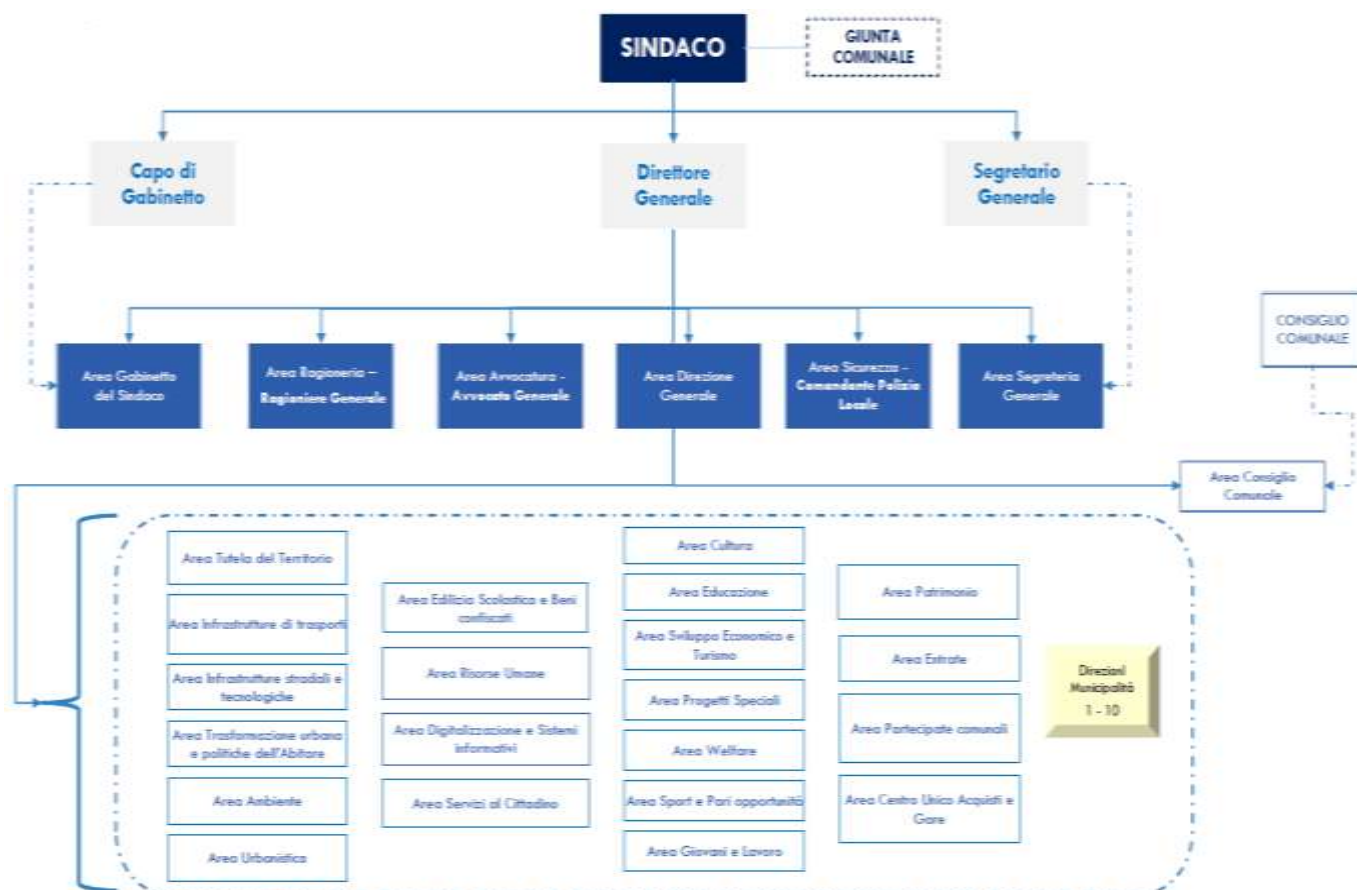 SINDACO
GIUNTA
COMUNALE
Capo di
Gabinetto
Direttore
Generale
Segretario
Generale
CONSIGLIO
COMUNALE
Area Gabinetto
del Sindaco
Area Ragioneria –
Ragioniere Generale
Area Avvocatura -
Avvocato Generale
Area Direzione
Generale
Area Sicurezza -
Comandante Polizia
Locale
Area Segreteria
Generale
Area Consiglio
Comunale
Area Tutela del Territorio
Area Infrastrutture di trasporti
Area Infrastrutture stradali e
tecnologiche
Area Trasformazione urbana
e politiche dell'Abitare
Area Ambiente
Area Urbanistica
Area Edilizia Scolastica e Beni
confiscati
Area Risorse Umane
Area Digitalizzazione e Sistemi
informativi
Area Servizi al Cittadino
Area Cultura
Area Educazione
Area Sviluppo Economico e
Turismo
Area Progetti Speciali
Area Welfare
Area Sport e Pari opportunità
Area Giovani e Lavoro
Area Patrimonio
Area Entrate
Area Partecipate comunali
Area Centro Unico Acquisti e
Gare
Direzioni
Municipalità
1 - 10